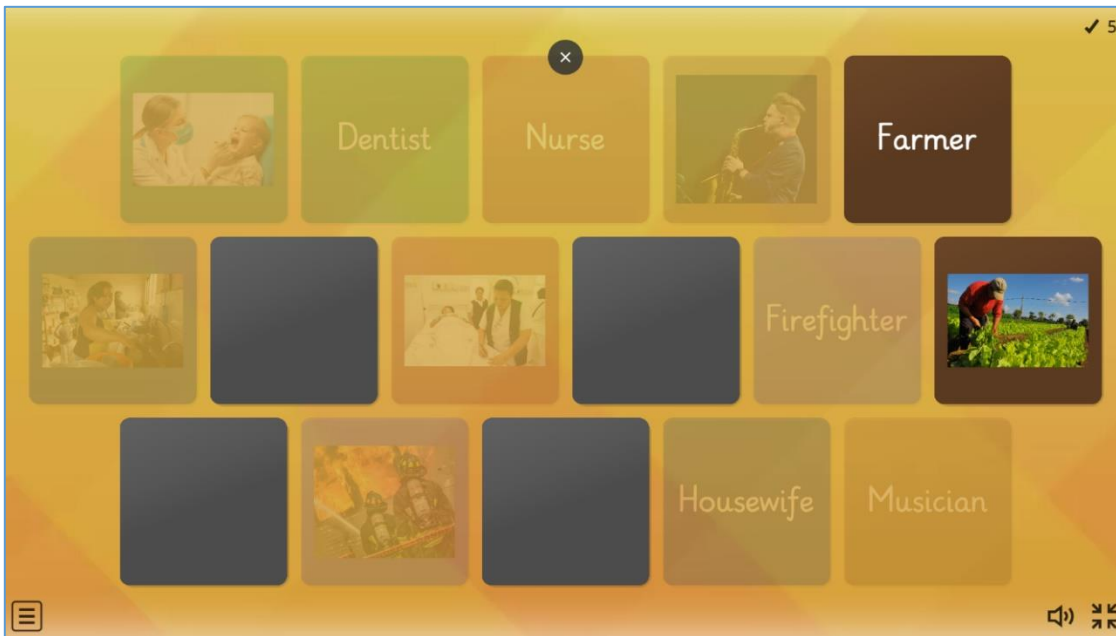 ✓ 5
Dentist
Nurse
Farmer
Firefighter
Housewife
Musician